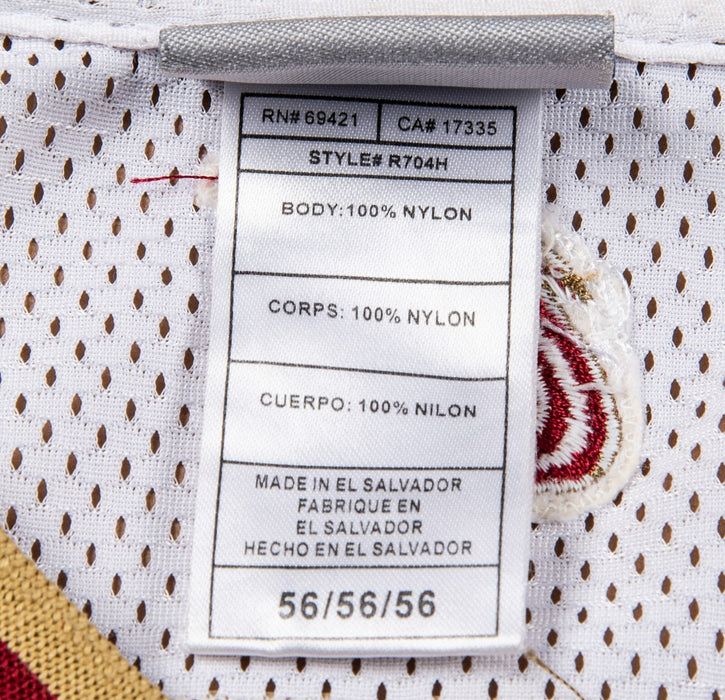 RN# 69421 CA# 17335
STYLE# R704H
BODY:100% NYLON
CORPS: 100% NYLON
CUERPO: 100% NILON
MADE IN EL SALVADOR
FABRIQUE EN
EL SALVADOR
HECHO EN EL SALVADOR
56/56/56